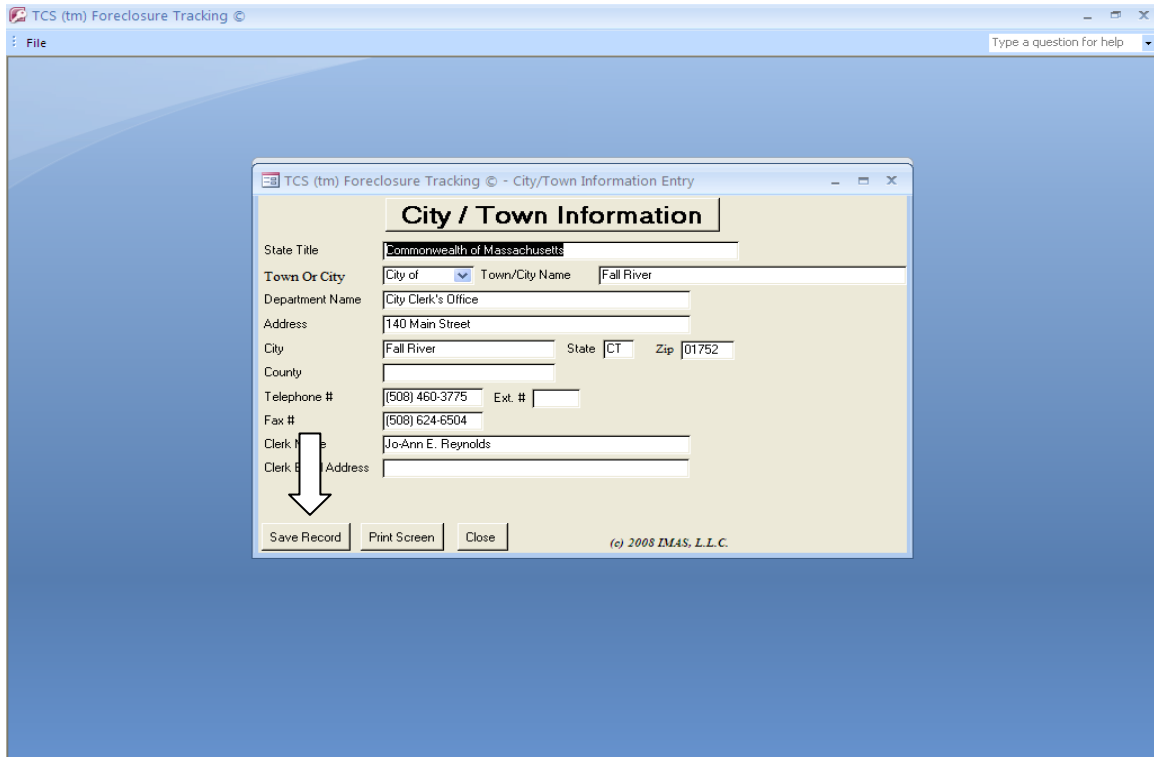 TCS (tm) Foreclosure Tracking ©
File Type a question for help
TCS (tm) Foreclosure Tracking © - City/Town Information Entry
City / Town Information
State Title Commonwealth of Massachusetts
Town Or City City of Town/City Name Fall River
Department Name City Clerk's Office
Address 140 Main Street
City Fall River State CT Zip 01752
County
Telephone # (508) 460-3775 Ext. #
Fax # (508) 624-6504
Clerk Jo-Ann E. Reynolds
Clerk Address
Save Record Print Screen Close (c) 2008 IMAS, L.L.C.